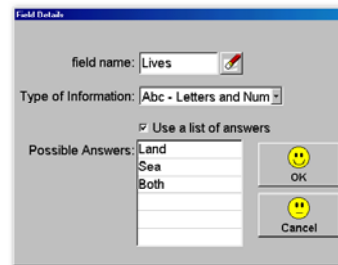 Field Details
field name: Lives
Type of Information: Abc - Letters and Num
Use a list of answers
Possible Answers: Land
Sea
Both
OK
Cancel